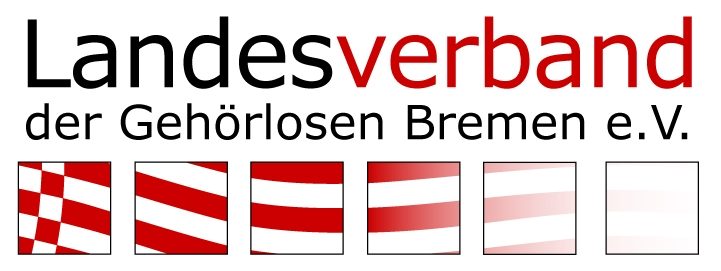 Landesverband
der Gehörlosen Bremen e.V.